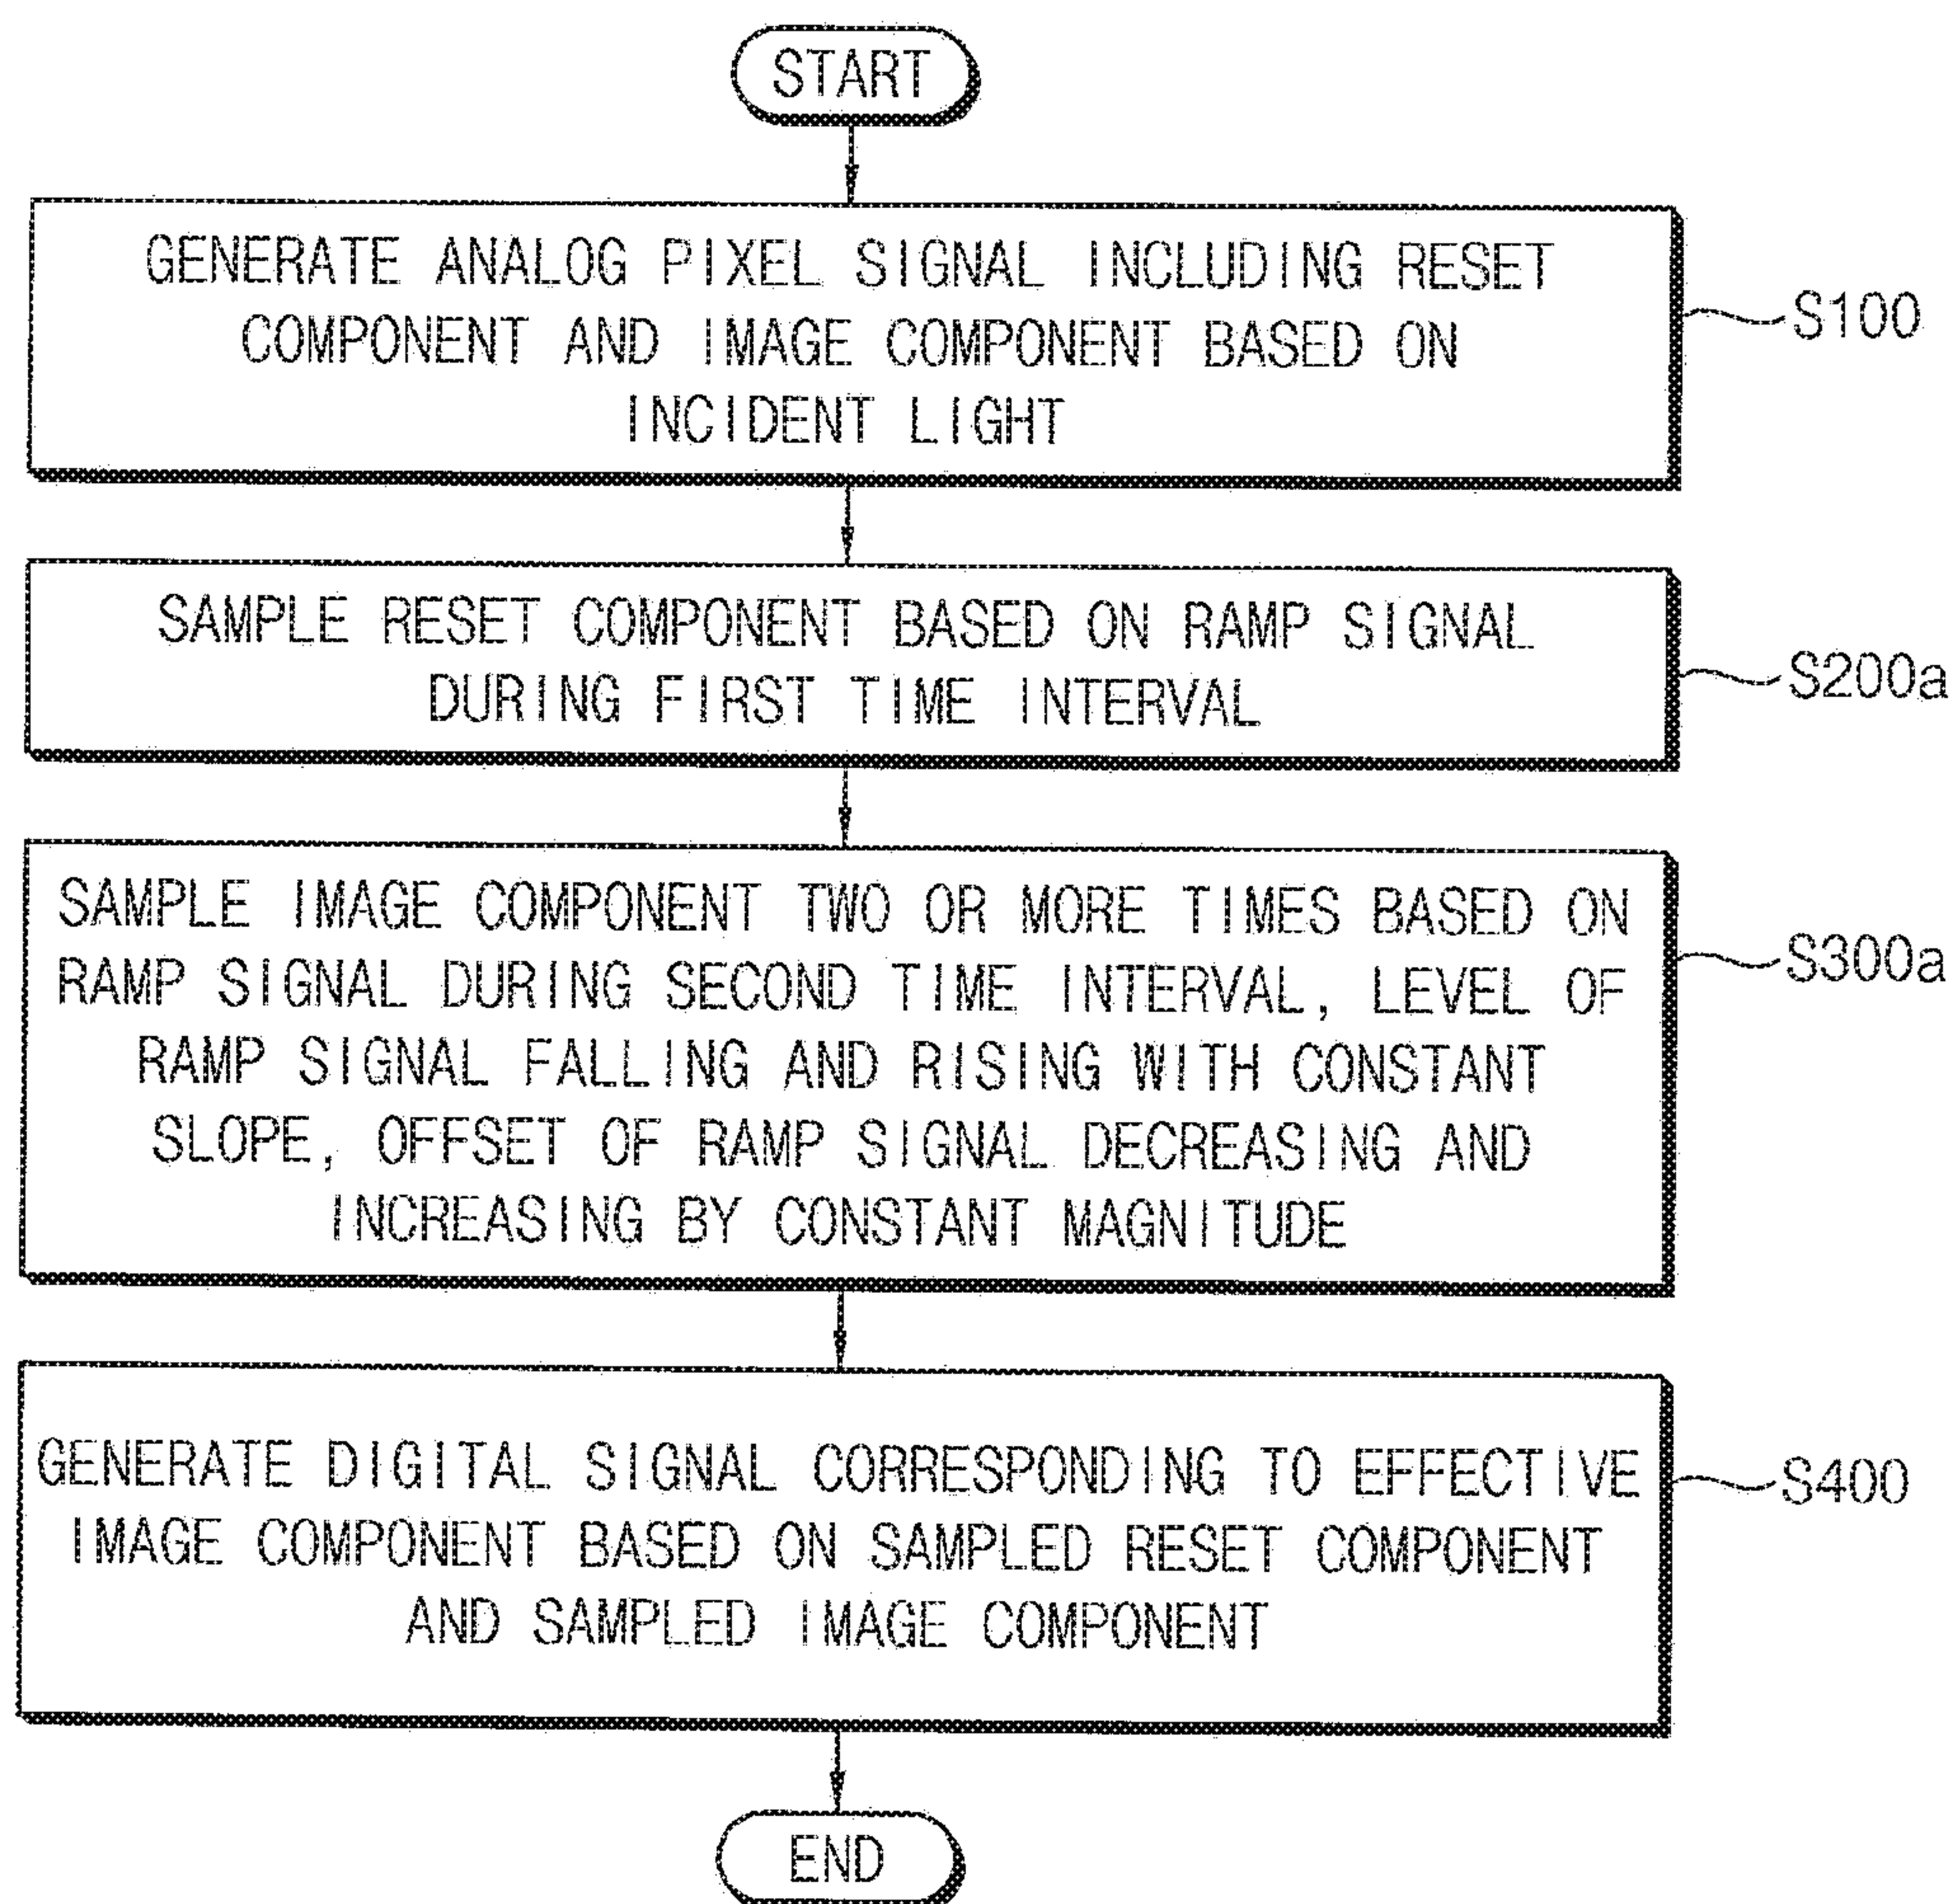 START
GENERATE ANALOG PIXEL SIGNAL INCLUDING RESET
COMPONENT AND IMAGE COMPONENT BASED ON
INCIDENT LIGHT
S100
SAMPLE RESET COMPONENT BASED ON RAMP SIGNAL
DURING FIRST TIME INTERVAL
S200a
SAMPLE IMAGE COMPONENT TWO OR MORE TIMES BASED ON
RAMP SIGNAL DURING SECOND TIME INTERVAL, LEVEL OF
RAMP SIGNAL FALLING AND RISING WITH CONSTANT
SLOPE, OFFSET OF RAMP SIGNAL DECREASING AND
INCREASING BY CONSTANT MAGNITUDE
S300a
GENERATE DIGITAL SIGNAL CORRESPONDING TO EFFECTIVE
IMAGE COMPONENT BASED ON SAMPLED RESET COMPONENT
AND SAMPLED IMAGE COMPONENT
S400
END